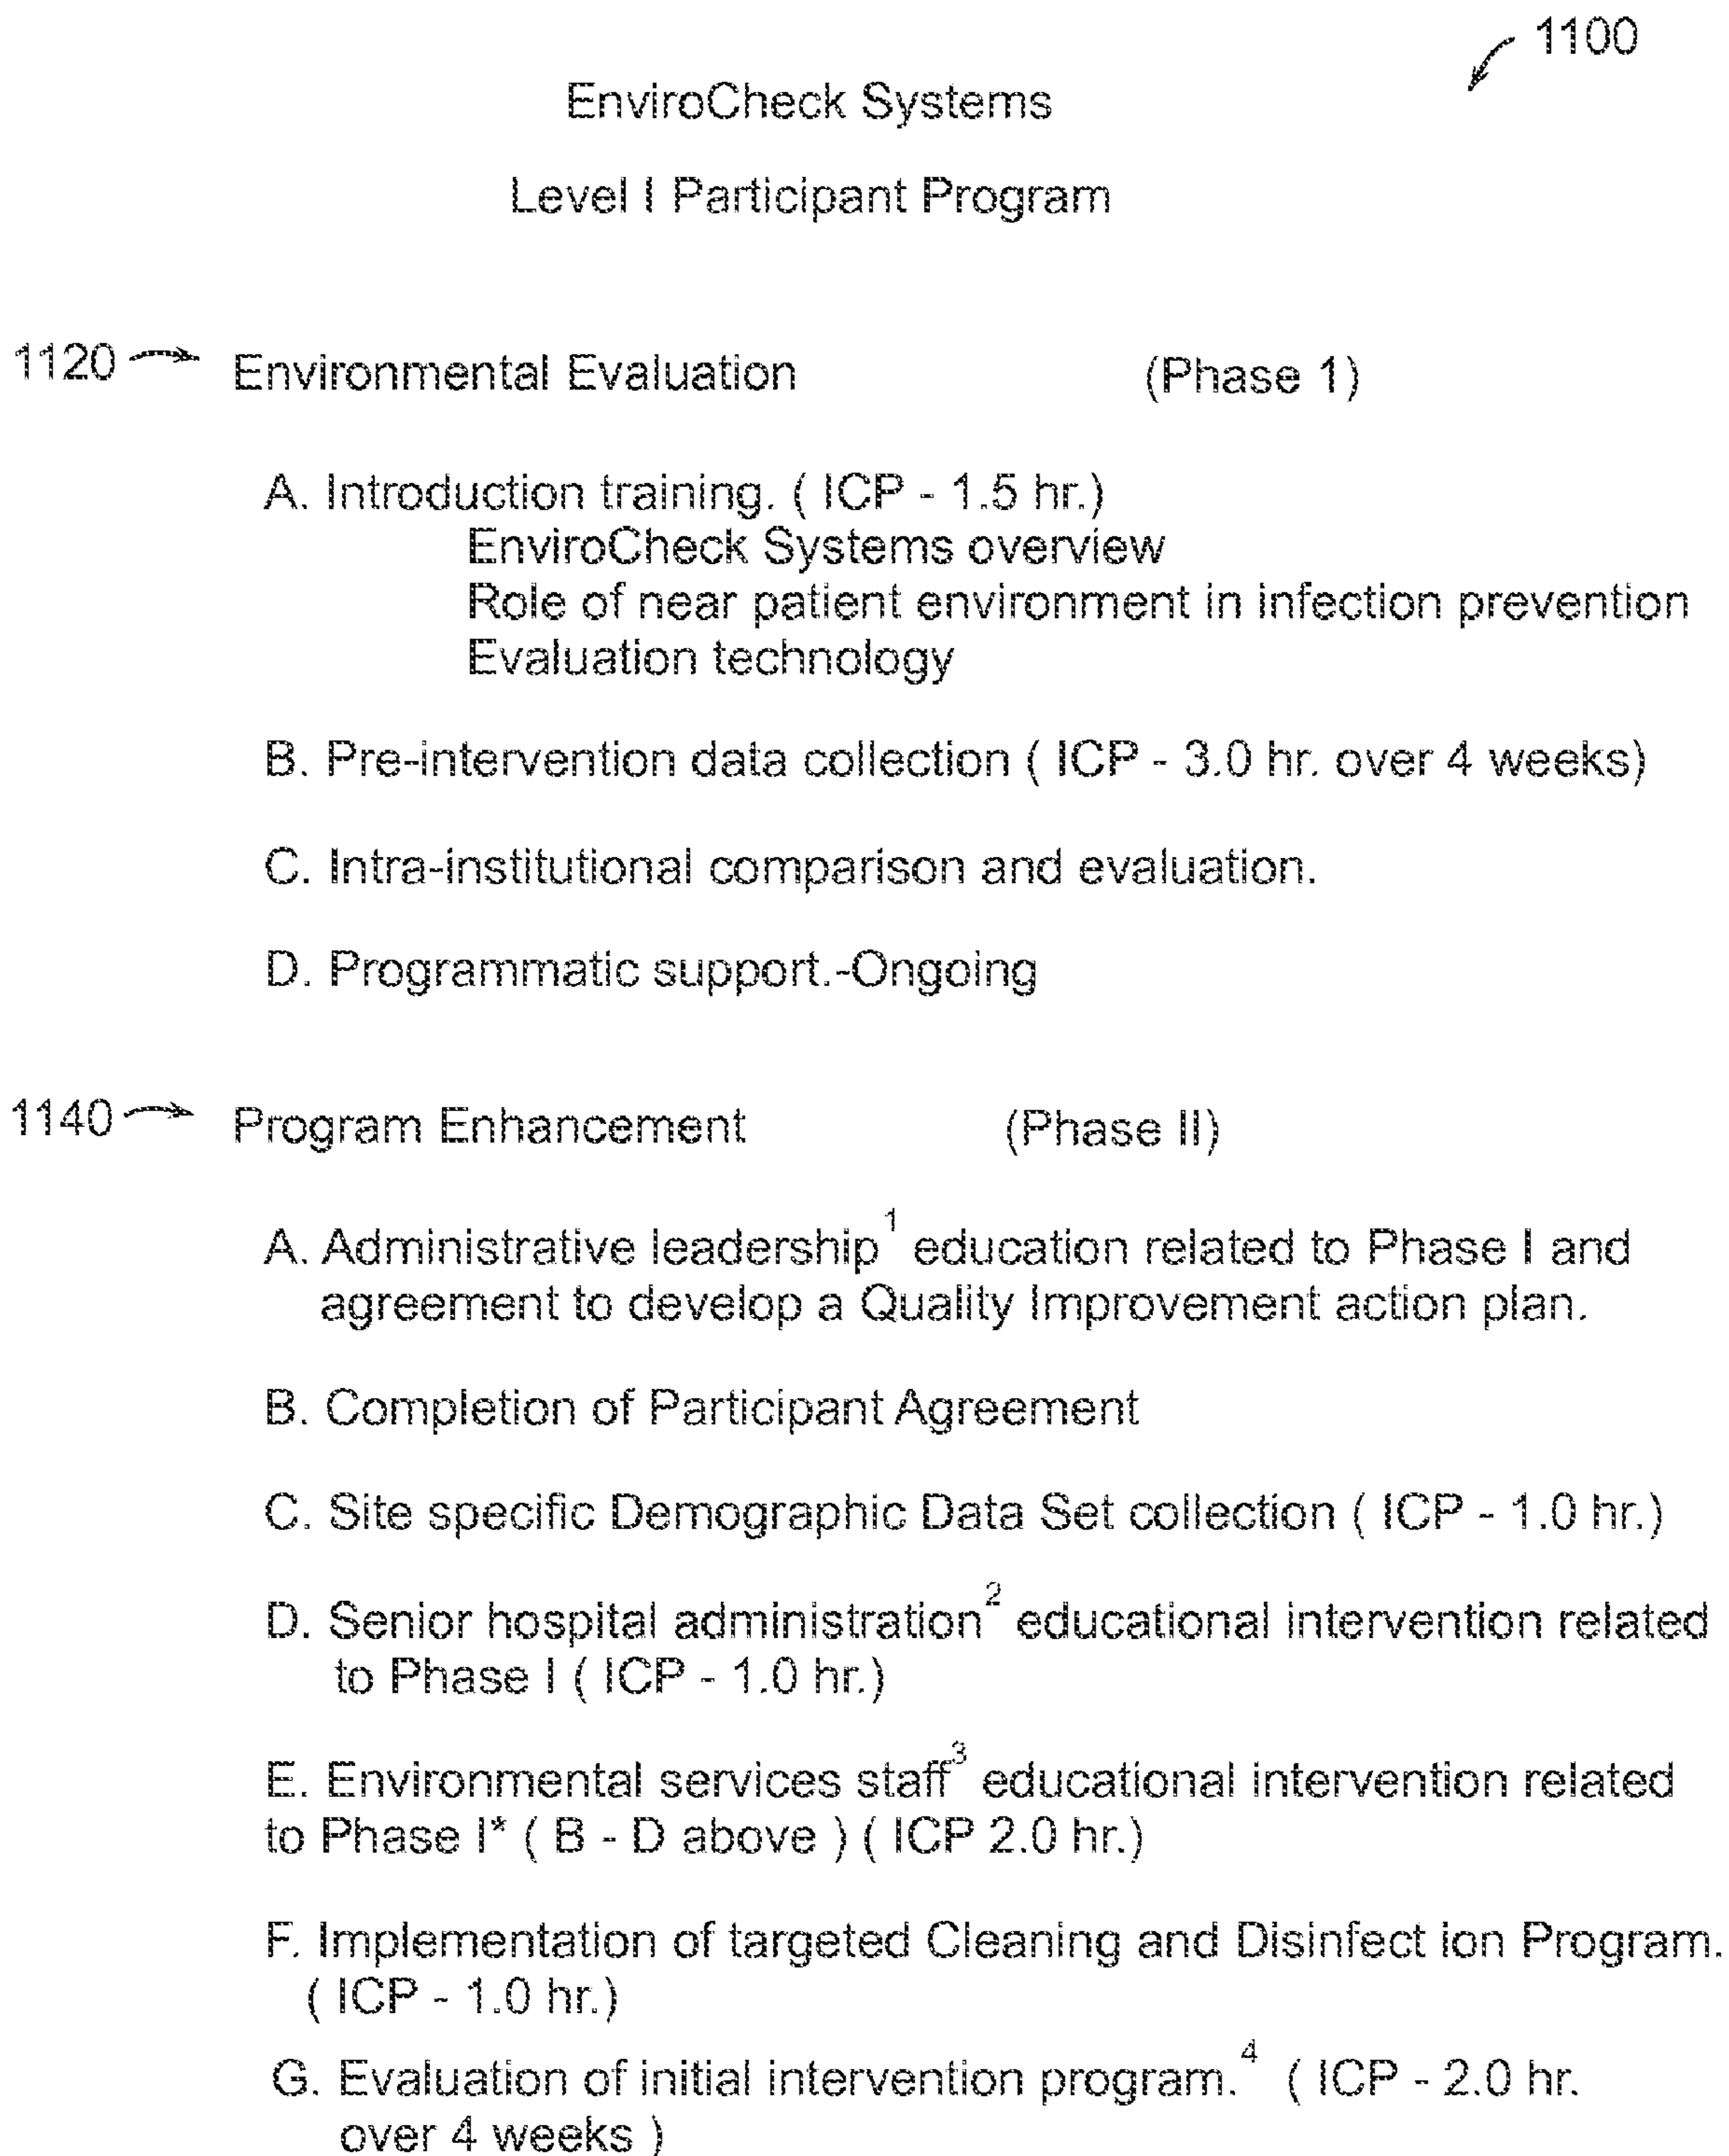 1100
EnviroCheck Systems
Level I Participant Program
1120 Environmental Evaluation (Phase 1)
A. Introduction training. ( ICP - 1.5 hr.)
EnviroCheck Systems overview
Role of near patient environment in infection prevention
Evaluation technology
B. Pre-intervention data collection ( ICP - 3.0 hr. over 4 weeks)
C. Intra-institutional comparison and evaluation.
D. Programmatic support.-Ongoing
1140 Program Enhancement (Phase II)
A. Administrative leadership¹ education related to Phase I and
agreement to develop a Quality Improvement action plan.
B. Completion of Participant Agreement
C. Site specific Demographic Data Set collection ( ICP - 1.0 hr.)
D. Senior hospital administration² educational intervention related
to Phase I ( ICP - 1.0 hr.)
E. Environmental services staff³ educational intervention related
to Phase I* ( B - D above ) ( ICP 2.0 hr.)
F. Implementation of targeted Cleaning and Disinfect ion Program.
( ICP - 1.0 hr.)
G. Evaluation of initial intervention program.⁴ ( ICP - 2.0 hr.
over 4 weeks )